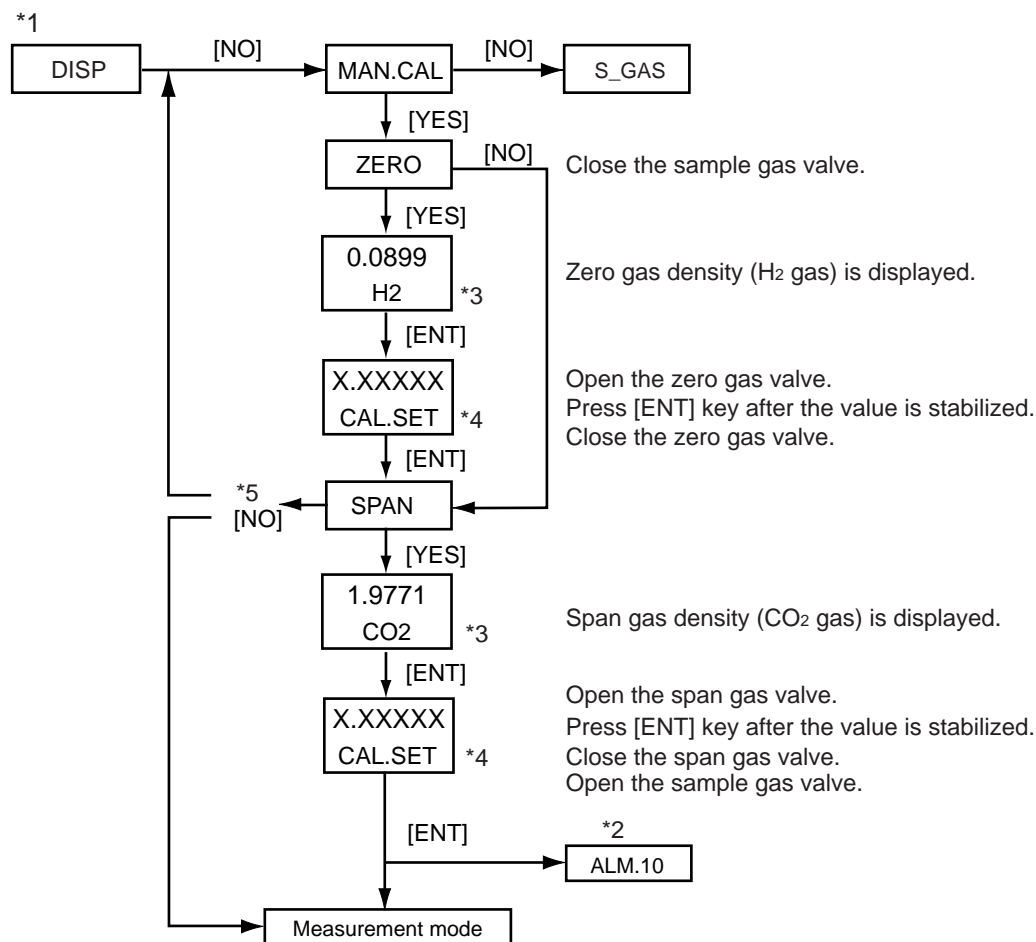 *1
DISP
[NO]
MAN.CAL
[NO]
S_GAS
[YES]
ZERO
[NO]
Close the sample gas valve.
[YES]
0.0899
H2
*3
Zero gas density (H2 gas) is displayed.
[ENT]
X.XXXXX
CAL.SET
*4
Open the zero gas valve.
Press [ENT] key after the value is stabilized.
Close the zero gas valve.
[ENT]
*5
[NO]
SPAN
[YES]
1.9771
CO2
*3
Span gas density (CO2 gas) is displayed.
[ENT]
X.XXXXX
CAL.SET
*4
Open the span gas valve.
Press [ENT] key after the value is stabilized.
Close the span gas valve.
Open the sample gas valve.
[ENT]
*2
ALM.10
Measurement mode